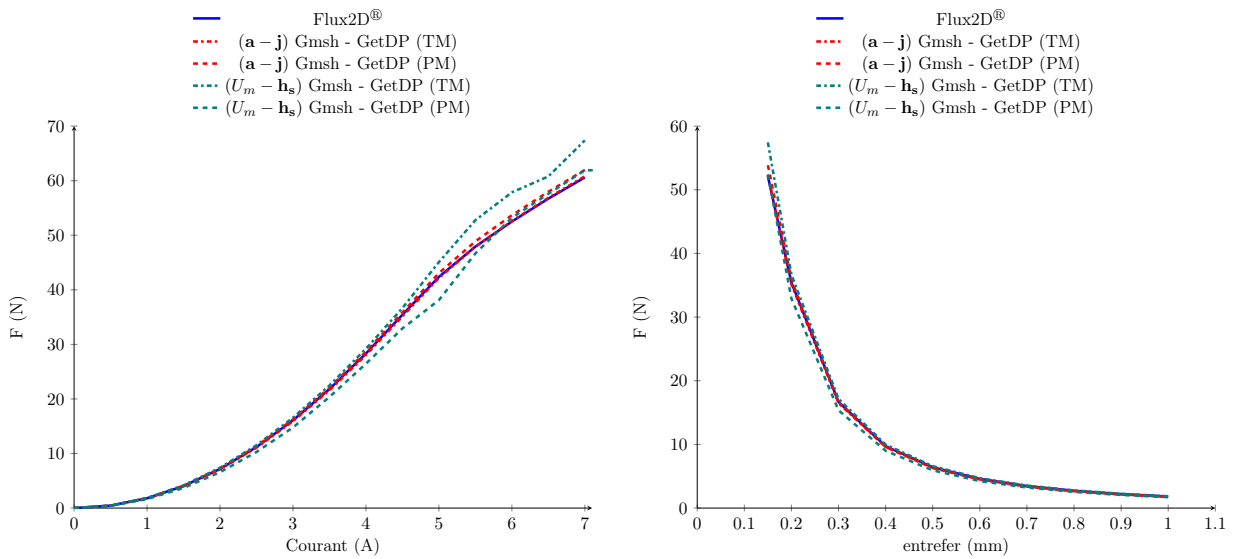 Flux2D®
(a − j) Gmsh - GetDP (TM)
(a − j) Gmsh - GetDP (PM)
(Um − hs) Gmsh - GetDP (TM)
(Um − hs) Gmsh - GetDP (PM)
70
60
50
40
30
20
10
0
F (N)
0 1 2 3 4 5 6 7
Courant (A)
Flux2D®
(a − j) Gmsh - GetDP (TM)
(a − j) Gmsh - GetDP (PM)
(Um − hs) Gmsh - GetDP (TM)
(Um − hs) Gmsh - GetDP (PM)
60
50
40
30
20
10
0
F (N)
0 0.1 0.2 0.3 0.4 0.5 0.6 0.7 0.8 0.9 1 1.1
entrefer (mm)